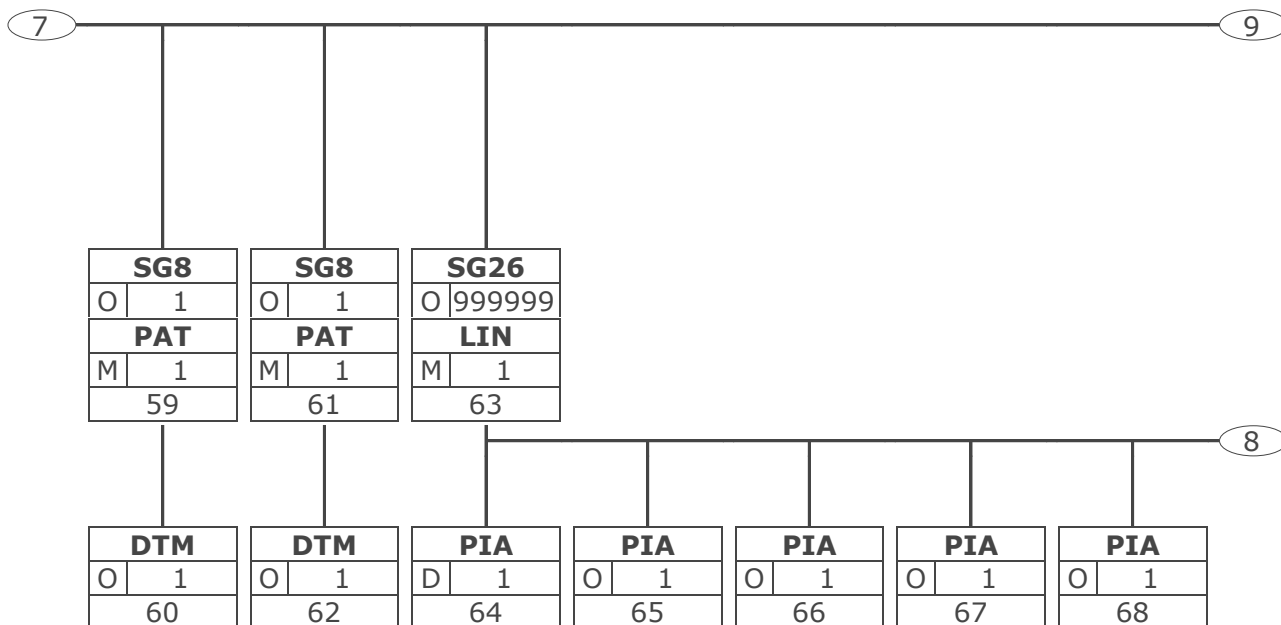 7 9
SG8 SG8 SG26
O 1 O 1 O 999999
PAT PAT LIN
M 1 M 1 M 1
59 61 63
8
DTM DTM PIA PIA PIA PIA PIA
O 1 O 1 D 1 O 1 O 1 O 1 O 1
60 62 64 65 66 67 68